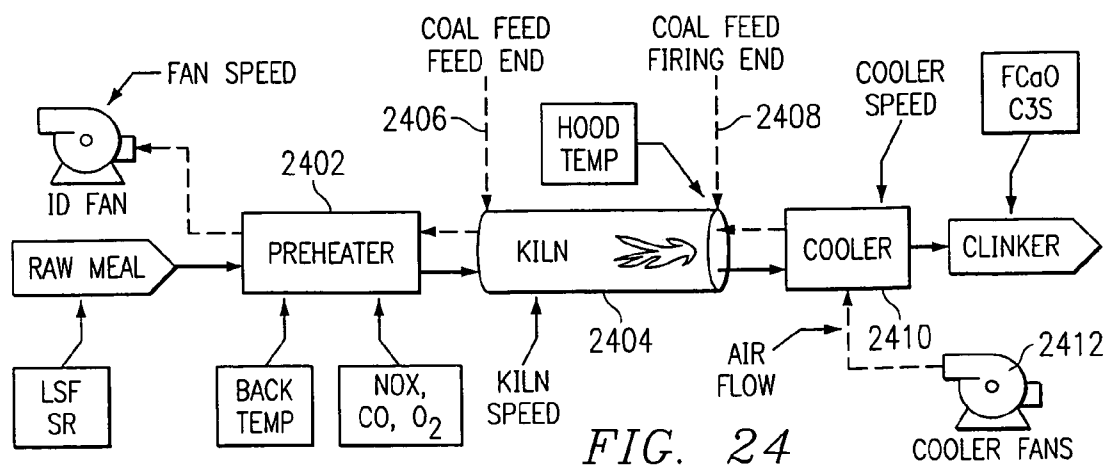 COAL FEED
FEED END
COAL FEED
FIRING END
FAN SPEED
COOLER
SPEED
FCaO
C3S
2406
2408
HOOD
TEMP
2402
ID FAN
RAW MEAL
PREHEATER
KILN
COOLER
CLINKER
2404
2410
2412
LSF
SR
BACK
TEMP
NOX,
CO, O2
KILN
SPEED
AIR
FLOW
COOLER FANS
FIG. 24